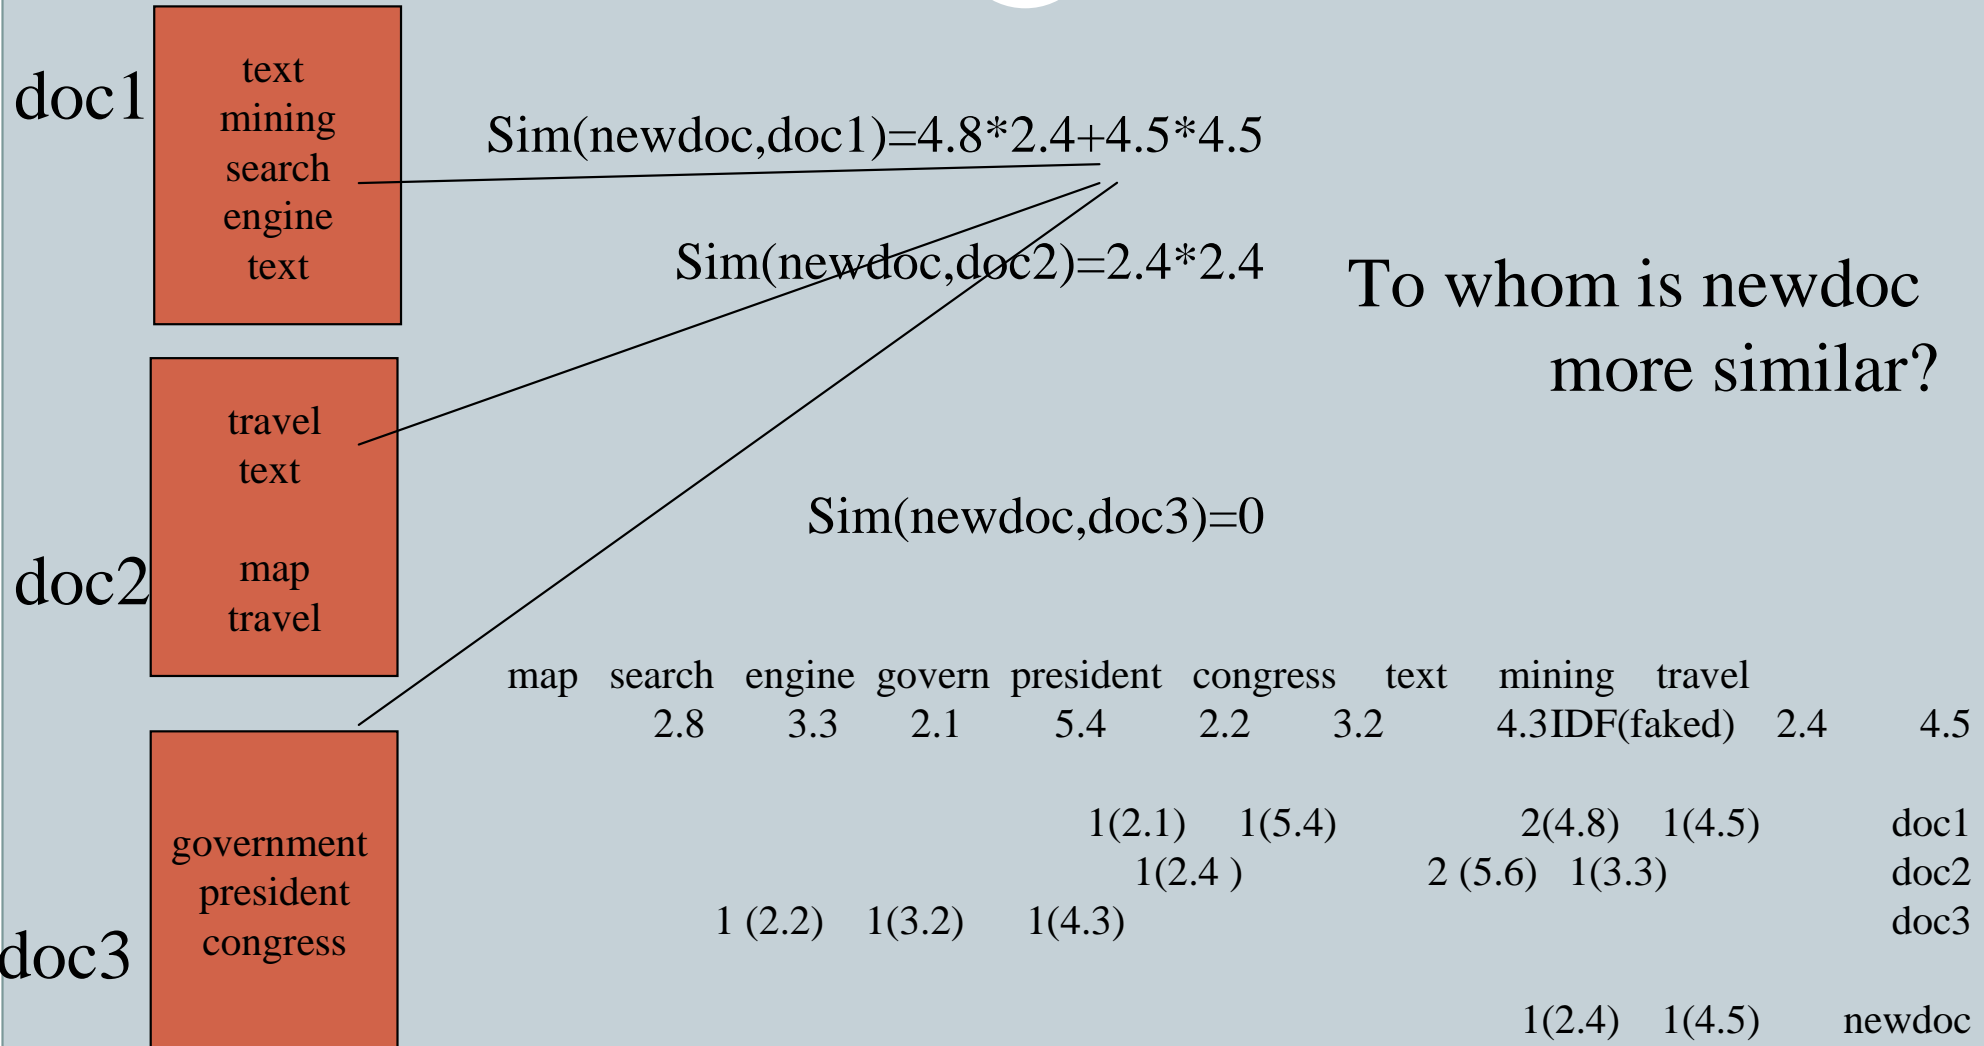 doc1
text
mining
search
engine
text
Sim(newdoc,doc1)=4.8*2.4+4.5*4.5
Sim(newdoc,doc2)=2.4*2.4
To whom is newdoc
more similar?
doc2
travel
text
map
travel
Sim(newdoc,doc3)=0
doc3
government
president
congress
map search engine govern president congress text mining travel
2.8 3.3 2.1 5.4 2.2 3.2 4.3IDF(faked) 2.4 4.5
1(2.1) 1(5.4) 2(4.8) 1(4.5) doc1
1(2.4 ) 2 (5.6) 1(3.3) doc2
1 (2.2) 1(3.2) 1(4.3) doc3
1(2.4) 1(4.5) newdoc